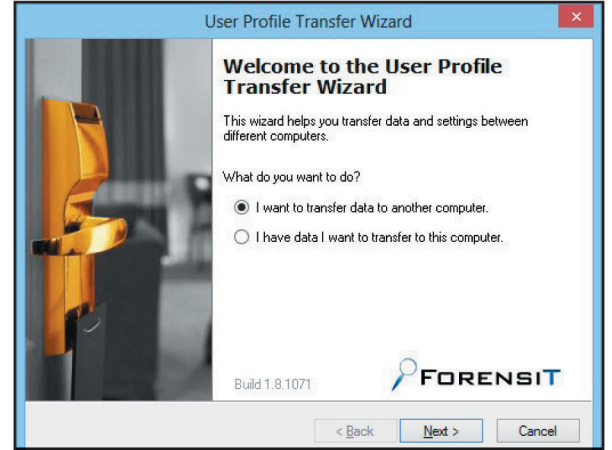 User Profile Transfer Wizard
Welcome to the User Profile
Transfer Wizard
This wizard helps you transfer data and settings between
different computers.
What do you want to do?
I want to transfer data to another computer.
I have data I want to transfer to this computer.
Build 1.8.1071
FORENSIT
< Back
Next >
Cancel